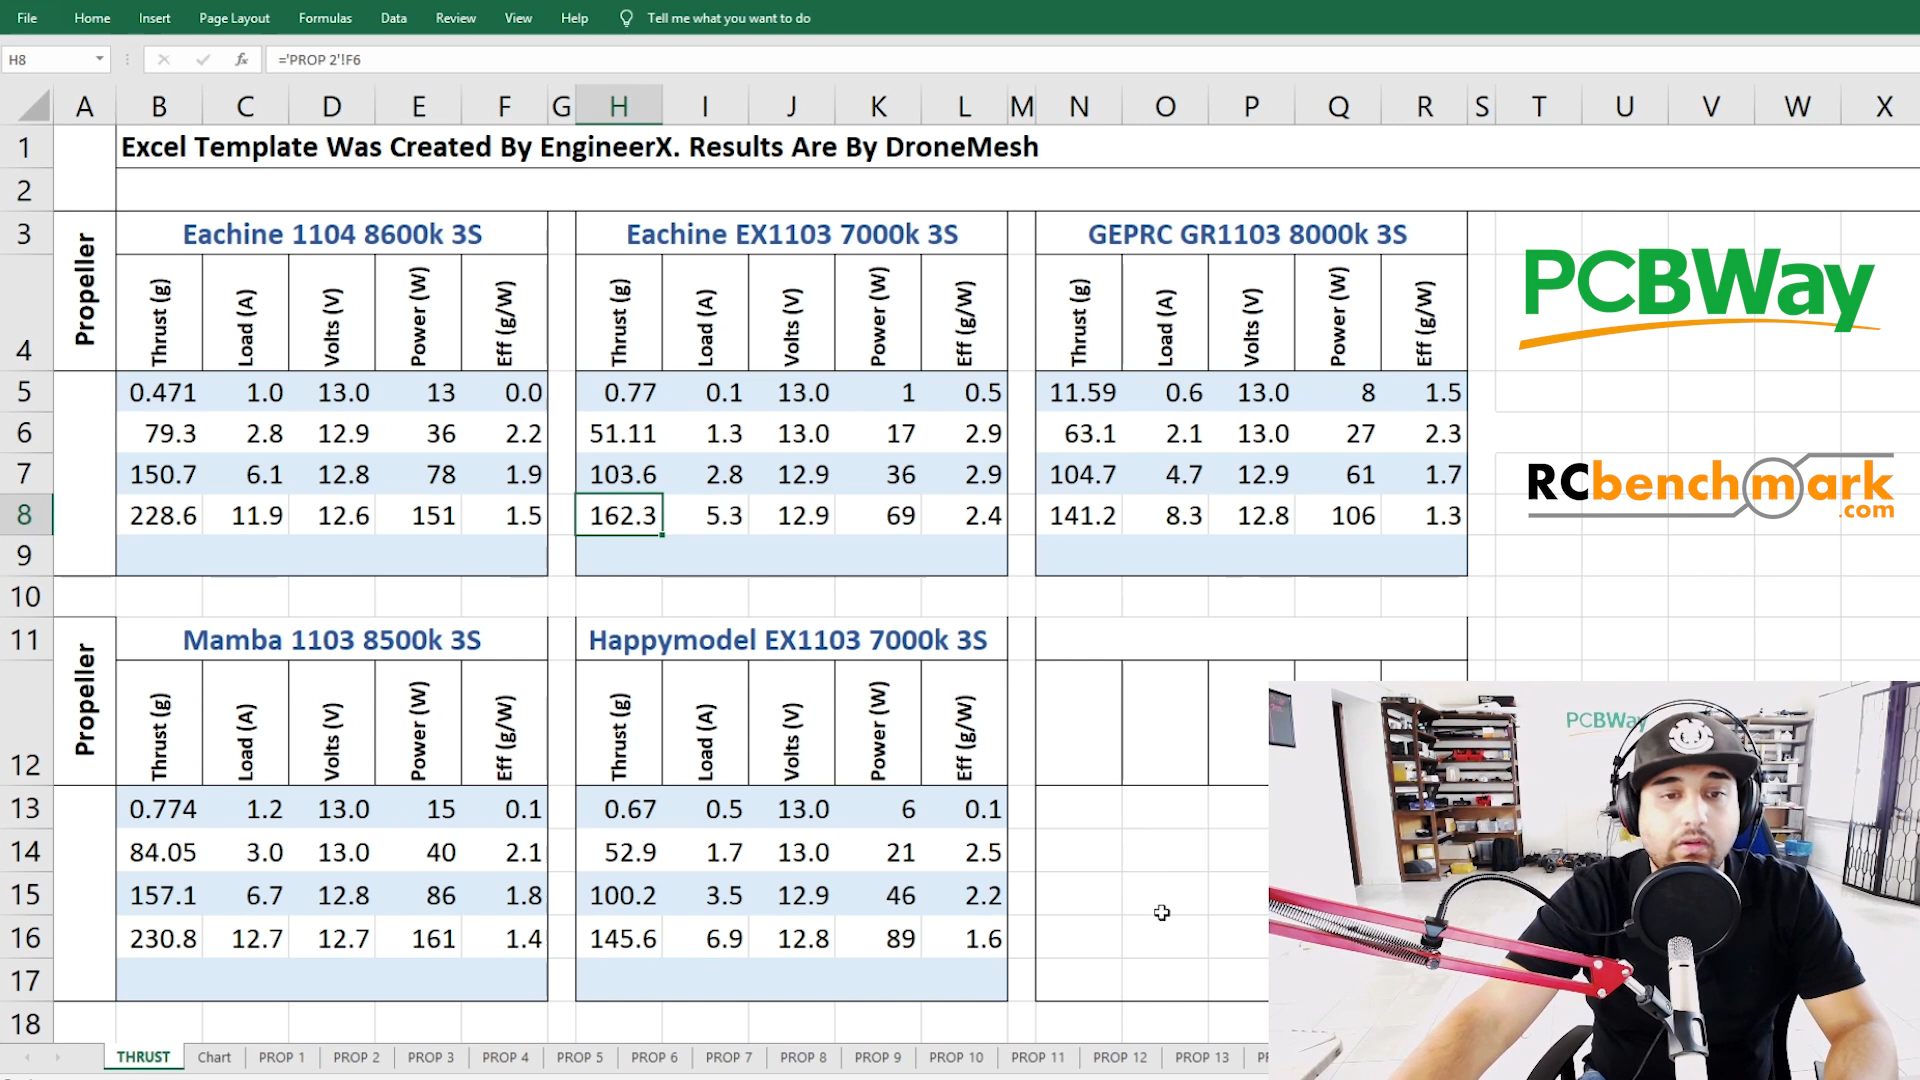 File Home Insert Page Layout Formulas Data Review View Help Tell me what you want to do
H8 fx ='PROP 2'!F6
A B C D E F G H I J K L M N O P Q R S T U V W X
1 Excel Template Was Created By EngineerX. Results Are By DroneMesh
2
3 Propeller Eachine 1104 8600k 3S Eachine EX1103 7000k 3S GEPRC GR1103 8000k 3S
PCBWay
4 Thrust (g) Load (A) Volts (V) Power (W) Eff (g/W) Thrust (g) Load (A) Volts (V) Power (W) Eff (g/W) Thrust (g) Load (A) Volts (V) Power (W) Eff (g/W)
5 0.471 1.0 13.0 13 0.0 0.77 0.1 13.0 1 0.5 11.59 0.6 13.0 8 1.5
6 79.3 2.8 12.9 36 2.2 51.11 1.3 13.0 17 2.9 63.1 2.1 13.0 27 2.3
7 150.7 6.1 12.8 78 1.9 103.6 2.8 12.9 36 2.9 104.7 4.7 12.9 61 1.7
RCbenchmark
.com
8 228.6 11.9 12.6 151 1.5 162.3 5.3 12.9 69 2.4 141.2 8.3 12.8 106 1.3
9
10
11 Propeller Mamba 1103 8500k 3S Happymodel EX1103 7000k 3S
12 Thrust (g) Load (A) Volts (V) Power (W) Eff (g/W) Thrust (g) Load (A) Volts (V) Power (W) Eff (g/W)
PCBWay
13 0.774 1.2 13.0 15 0.1 0.67 0.5 13.0 6 0.1
14 84.05 3.0 13.0 40 2.1 52.9 1.7 13.0 21 2.5
15 157.1 6.7 12.8 86 1.8 100.2 3.5 12.9 46 2.2
16 230.8 12.7 12.7 161 1.4 145.6 6.9 12.8 89 1.6
17
18
THRUST Chart PROP 1 PROP 2 PROP 3 PROP 4 PROP 5 PROP 6 PROP 7 PROP 8 PROP 9 PROP 10 PROP 11 PROP 12 PROP 13